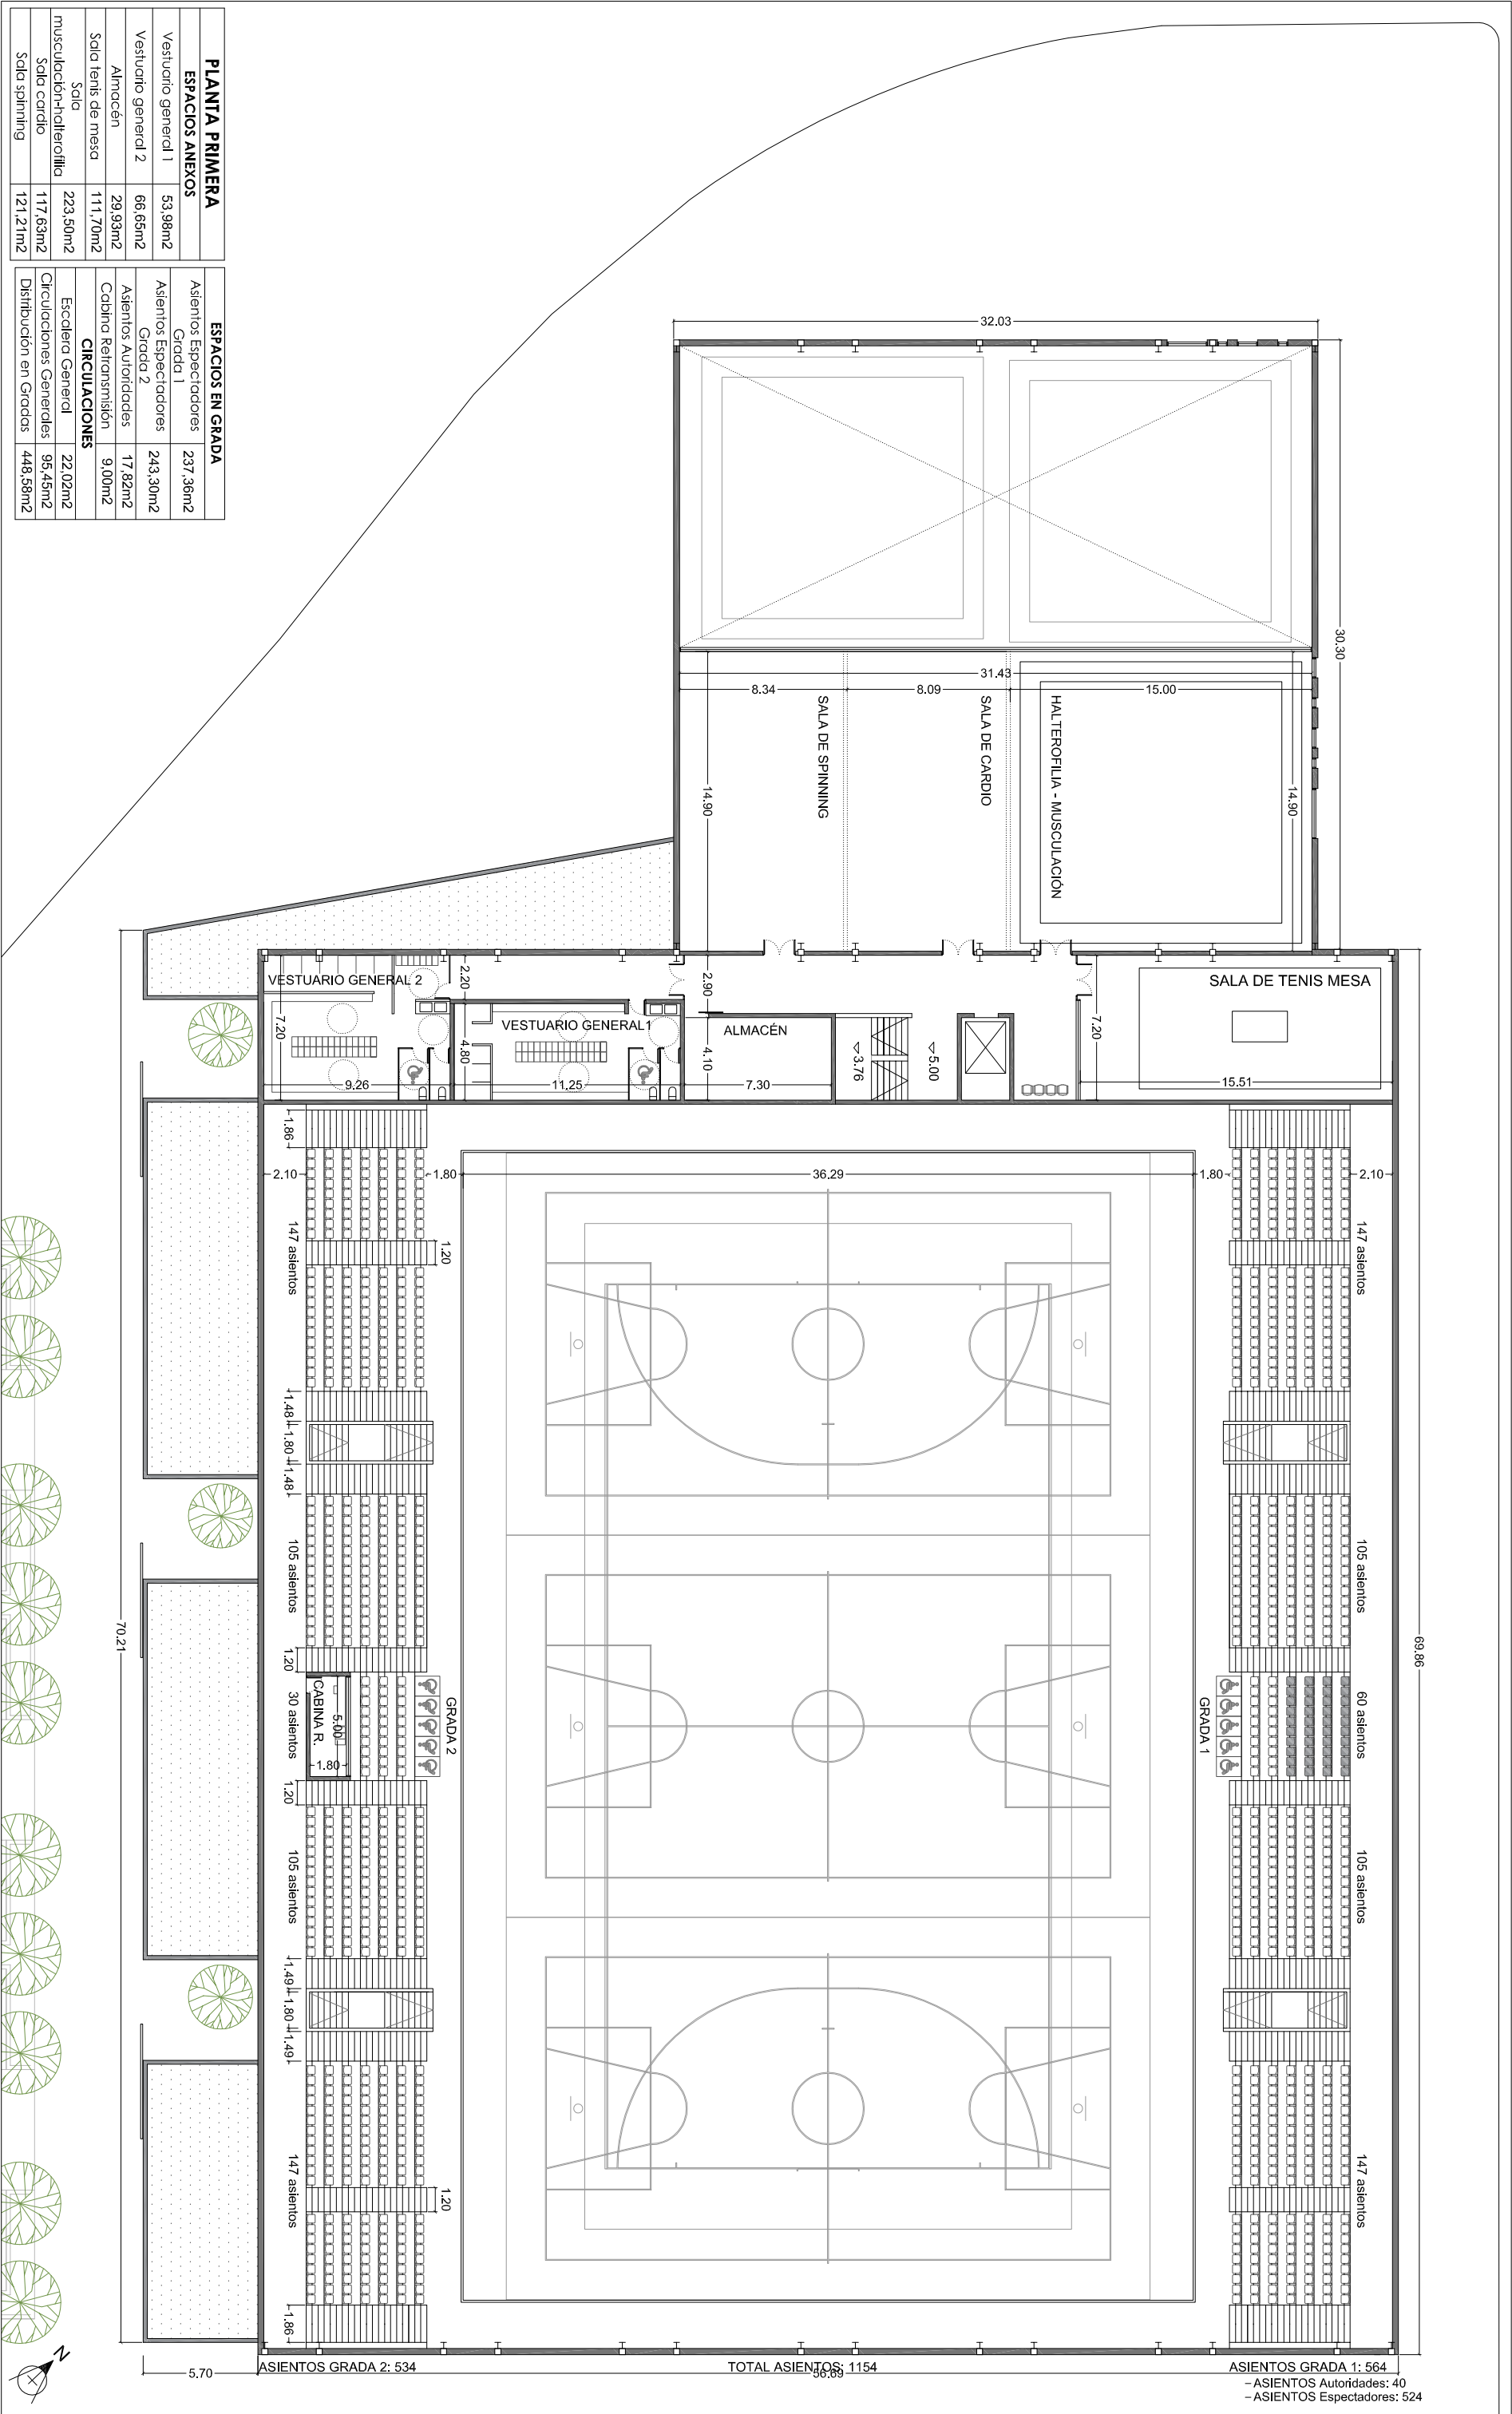 PLANTA PRIMERA
ESPACIOS ANEXOS
Vestuario general 1 53,98m2
Vestuario general 2 66,65m2
Almacén 29,93m2
Sala tenis de mesa 111,70m2
Sala
musculación-halterofilia 223,50m2
Sala cardio 117,63m2
Sala spinning 121,21m2
ESPACIOS EN GRADA
Asientos Espectadores
Grada 1 237,36m2
Asientos Espectadores
Grada 2 243,30m2
Asientos Autoridades 17,82m2
Cabina Retransmisión 9,00m2
CIRCULACIONES
Escalera General 22,02m2
Circulaciones Generales 95,45m2
Distribución en Gradas 448,58m2
32.03
30.30
31.43
8.34
8.09
15.00
SALA DE SPINNING
SALA DE CARDIO
HALTEROFILIA - MUSCULACIÓN
14.90
14.90
VESTUARIO GENERAL 2
2.20
2.90
SALA DE TENIS MESA
7.20
VESTUARIO GENERAL1
ALMACÉN
7.20
4.80
4.10
3.76
5.00
9.26
11.25
7.30
15.51
1.86
2.10
1.80
36.29
1.80
2.10
147 asientos
1.20
147 asientos
1.48
1.80
1.48
105 asientos
105 asientos
70.21
69.86
1.20
30 asientos
CABINA R.
5.00
1.80
GRADA 2
GRADA 1
60 asientos
1.20
105 asientos
105 asientos
1.49
1.80
1.49
147 asientos
1.20
147 asientos
1.86
N
5.70
ASIENTOS GRADA 2: 534
TOTAL ASIENTOS: 1154
56.69
ASIENTOS GRADA 1: 564
- ASIENTOS Autoridades: 40
- ASIENTOS Espectadores: 524